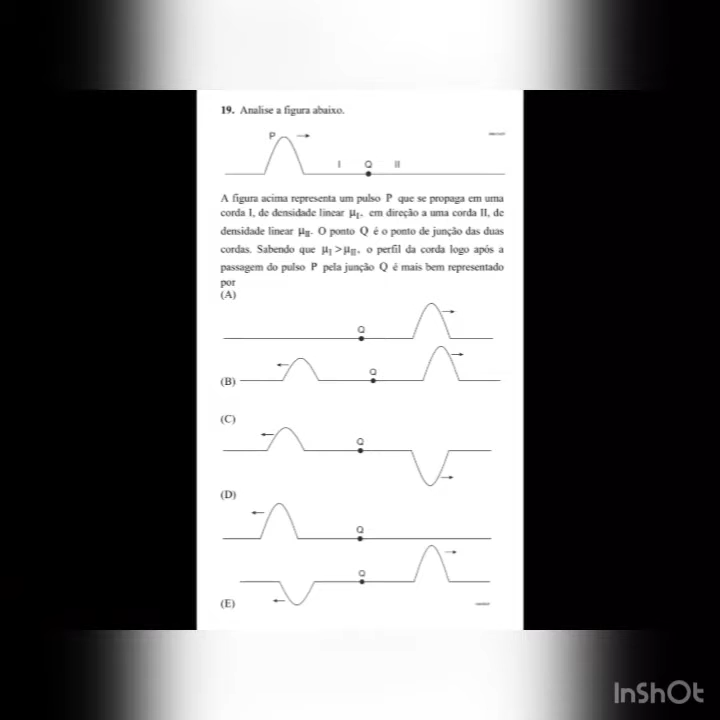 19. Analise a figura abaixo.
P
I Q II
A figura acima representa um pulso P que se propaga em uma
corda I, de densidade linear μI, em direção a uma corda II, de
densidade linear μII. O ponto Q é o ponto de junção das duas
cordas. Sabendo que μI > μII, o perfil da corda logo após a
passagem do pulso P pela junção Q é mais bem representado
por
(A)
Q
Q
(B)
(C)
Q
(D)
Q
Q
(E)
InShOt